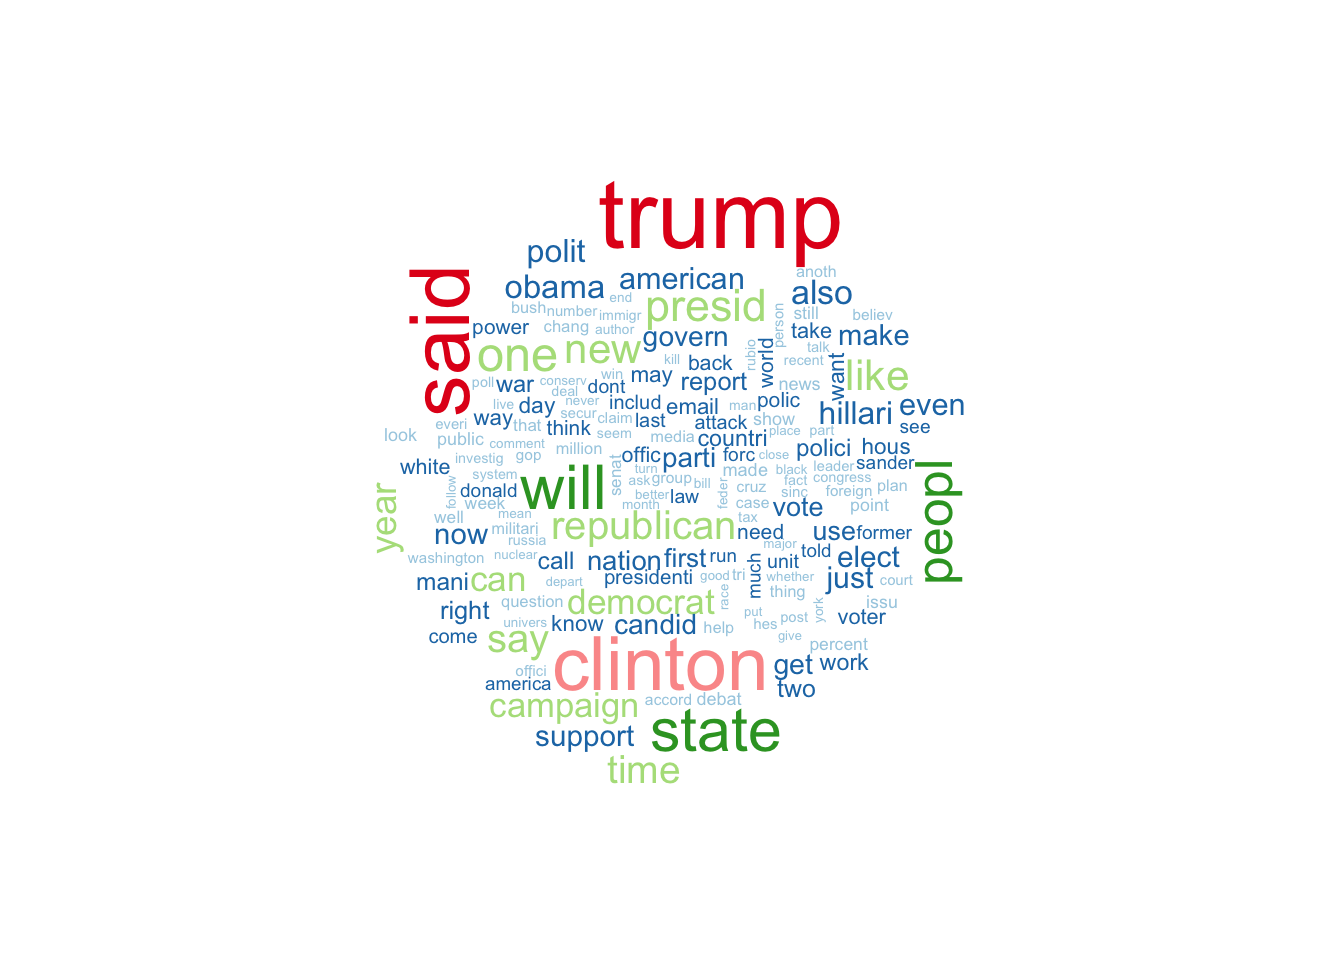 trump
polit
said
american
anoth
obama
presid
also
end
bush
number
immigr
person
still
believ
power
chang
author
govern
take
make
one
new
kill
back
rubio
world
talk
recent
want
like
poll
war
conserv
win
dont
may
report
news
deal
never
live
day
secur
includ
email
man
polic
hillari
even
way
that
everi
think
claim
last
attack
show
see
look
public
comment
seem
media
countri
place
part
investig
gop
million
offic
parti
forc
close
polici
hous
white
system
senat
turn
made
black
leader
sander
donald
follow
will
ask
group
bill
feder
cruz
fact
congress
sinc
foreign
plan
peopl
year
week
better
month
law
case
vote
point
well
mean
militari
republican
tax
need
use
former
now
russia
major
washington
nuclear
call
nation
first
run
much
unit
told
elect
mani
can
depart
presidenti
good
tri
whether
just
court
right
question
democrat
race
thing
york
issu
univers
know
candid
help
put
hes
post
voter
come
say
give
percent
offici
clinton
get
work
america
two
campaign
accord
debat
support
state
time